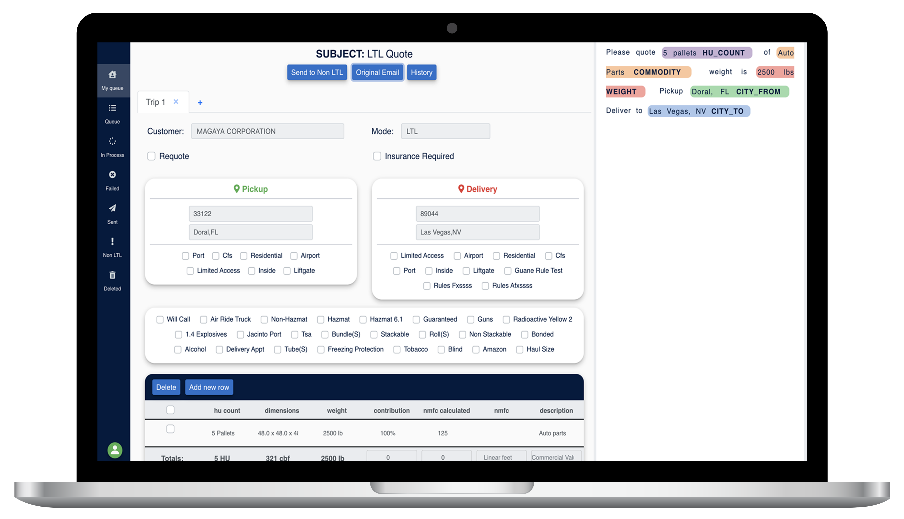 SUBJECT: LTL Quote
Send to Non LTL Original Email History
My queue
Queue
In Process
Failed
Sent
Non LTL
Deleted
Trip 1 × +
Customer: MAGAYA CORPORATION Mode: LTL
Requote Insurance Required
Pickup
33122
Doral,FL
Port Cfs Residential Airport
Limited Access Inside Liftgate
Delivery
89044
Las Vegas,NV
Limited Access Airport Residential Cfs
Port Inside Liftgate Guane Rule Test
Rules Fxssss Rules Afxssss
Will Call Air Ride Truck Non-Hazmat Hazmat Hazmat 6.1 Guaranteed Guns Radioactive Yellow 2
1.4 Explosives Jacinto Port Tsa Bundle(S) Stackable Roll(S) Non Stackable Bonded
Alcohol Delivery Appt Tube(S) Freezing Protection Tobacco Blind Amazon Haul Size
Delete Add new row
hu count dimensions weight contribution nmfc calculated nmfc description
5 Pallets 48.0 x 48.0 x 4 2500 lb 100% 125 Auto parts
Totals: 5 HU 321 cbf 2500 lb 0 0 Linear feet Commercial Val
Please quote 5 pallets HU_COUNT of Auto
Parts COMMODITY weight is 2500 lbs
WEIGHT Pickup Doral, FL CITY_FROM
Deliver to Las Vegas, NV CITY_TO